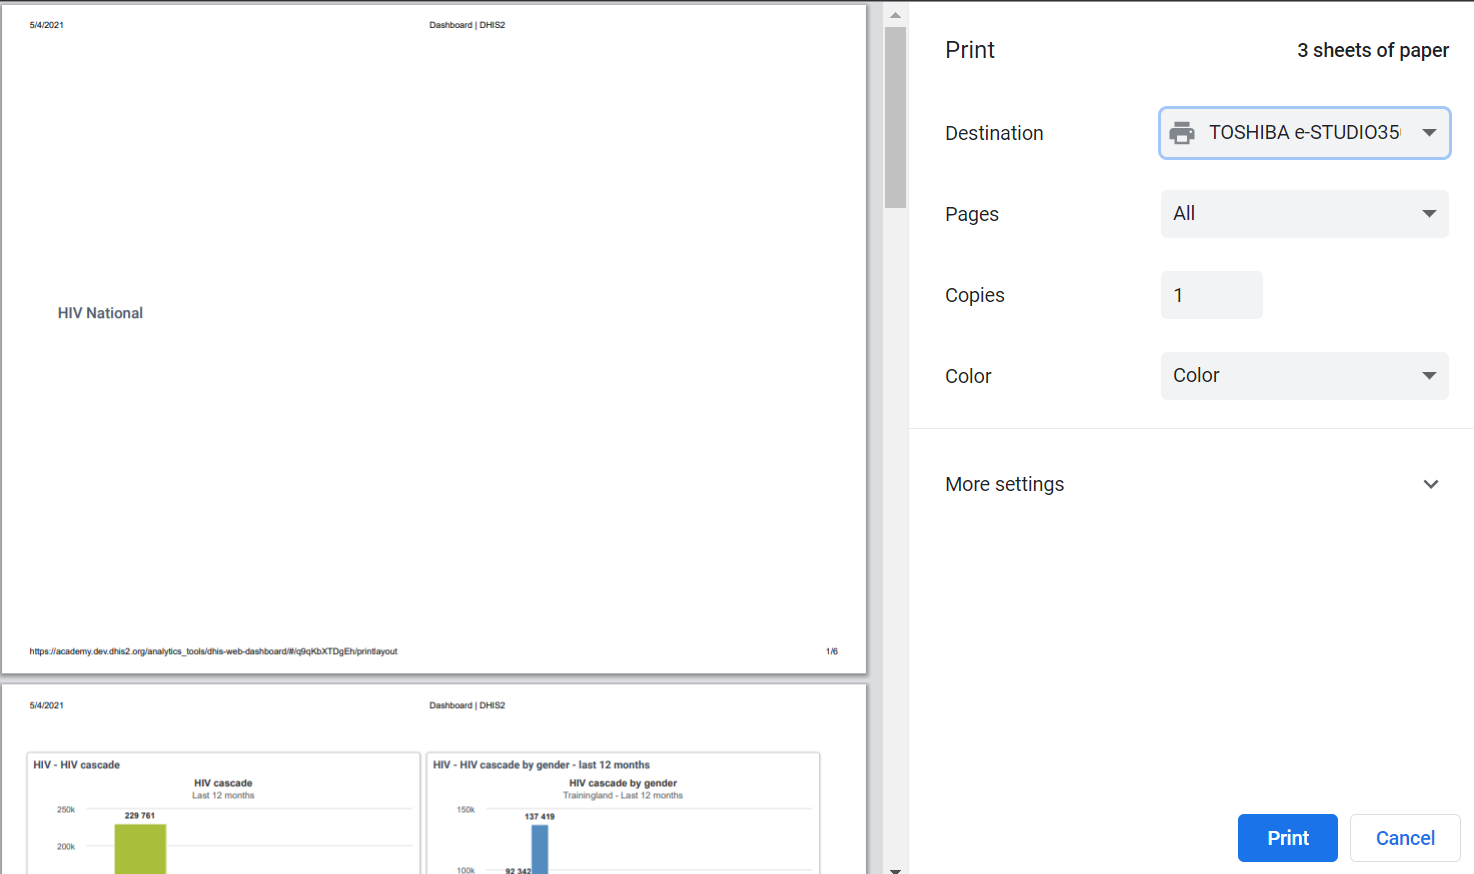 5/4/2021
Dashboard | DHIS2
HIV National
https://academy.dev.dhis2.org/analytics_tools/dhis-web-dashboard/#/q9qKbXTDgEh/printlayout
1/6
5/4/2021
Dashboard | DHIS2
HIV - HIV cascade
HIV cascade
Last 12 months
250k
229 761
200k
HIV - HIV cascade by gender - last 12 months
HIV cascade by gender
Trainingland - Last 12 months
150k
137 419
100k
92 342
Print
3 sheets of paper
Destination
TOSHIBA e-STUDIO35
Pages
All
Copies
1
Color
Color
More settings
Print
Cancel